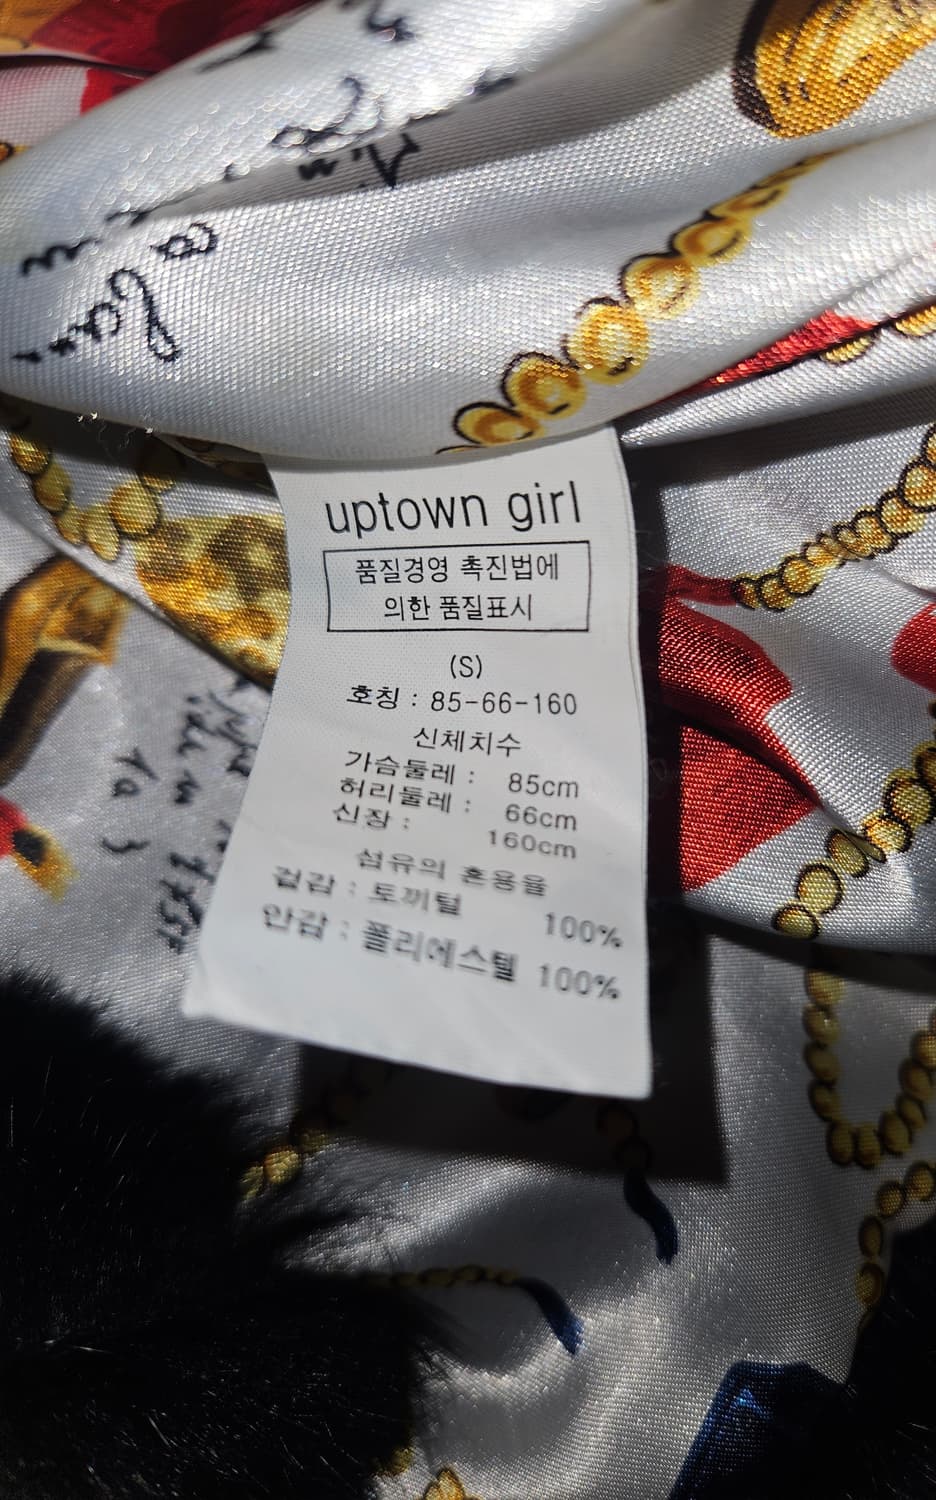 uptown girl
품질경영 촉진법에
의한 품질표시
(S)
호칭 : 85-66-160
신체치수
가슴둘레 : 85cm
허리둘레 : 66cm
신장 : 160cm
섬유의 혼용율
겉감 : 토끼털 100%
안감 : 폴리에스텔 100%